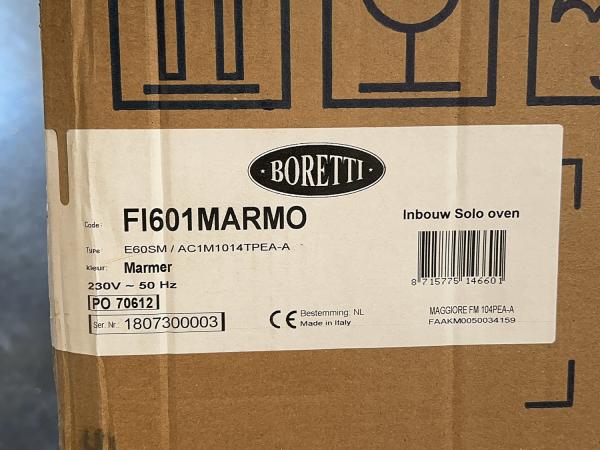 BORETTI
Code: FI601MARMO
Inbouw Solo oven
Type: E60SM / AC1M1014TPEA-A
Kleur: Marmer
230V ~ 50 Hz
8 715775 146601
PO 70612
Ser. Nr.: 1807300003
CE Bestemming: NL
Made in Italy
MAGGIORE FM 104PEA-A
FAAKM0050034159